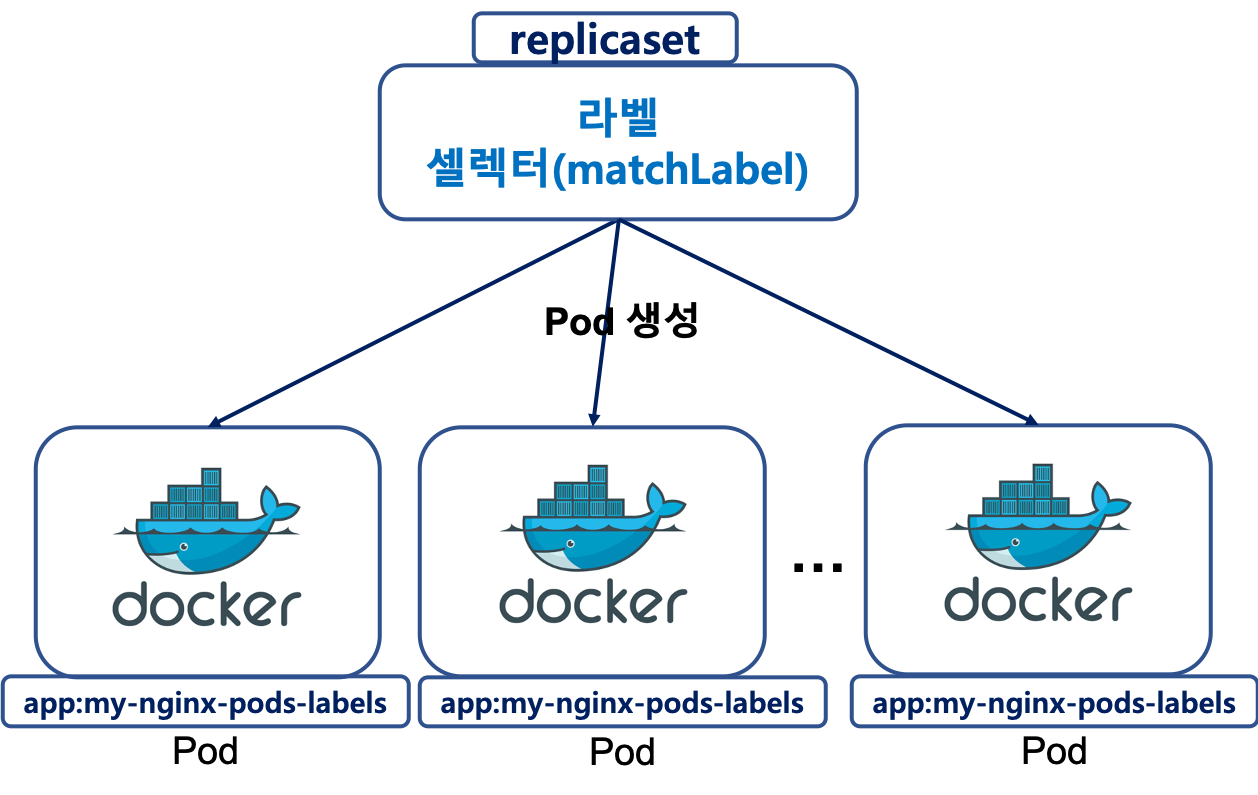 replicaset
라벨
셀렉터(matchLabel)
Pod 생성
docker
docker
...
docker
app:my-nginx-pods-labels
app:my-nginx-pods-labels
app:my-nginx-pods-labels
Pod
Pod
Pod